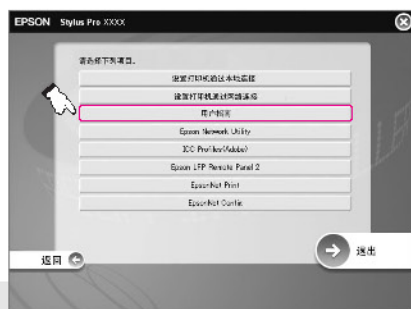 EPSON Stylus Pro XXXX
请选择下列项目。
设置打印机通过本地连接
设置打印机通过网络连接
用户指南
Epson Network Utility
ICC Profiles(Adobe)
Epson LFP Remote Panel 2
EpsonNet Print
EpsonNet Config
返回
退出